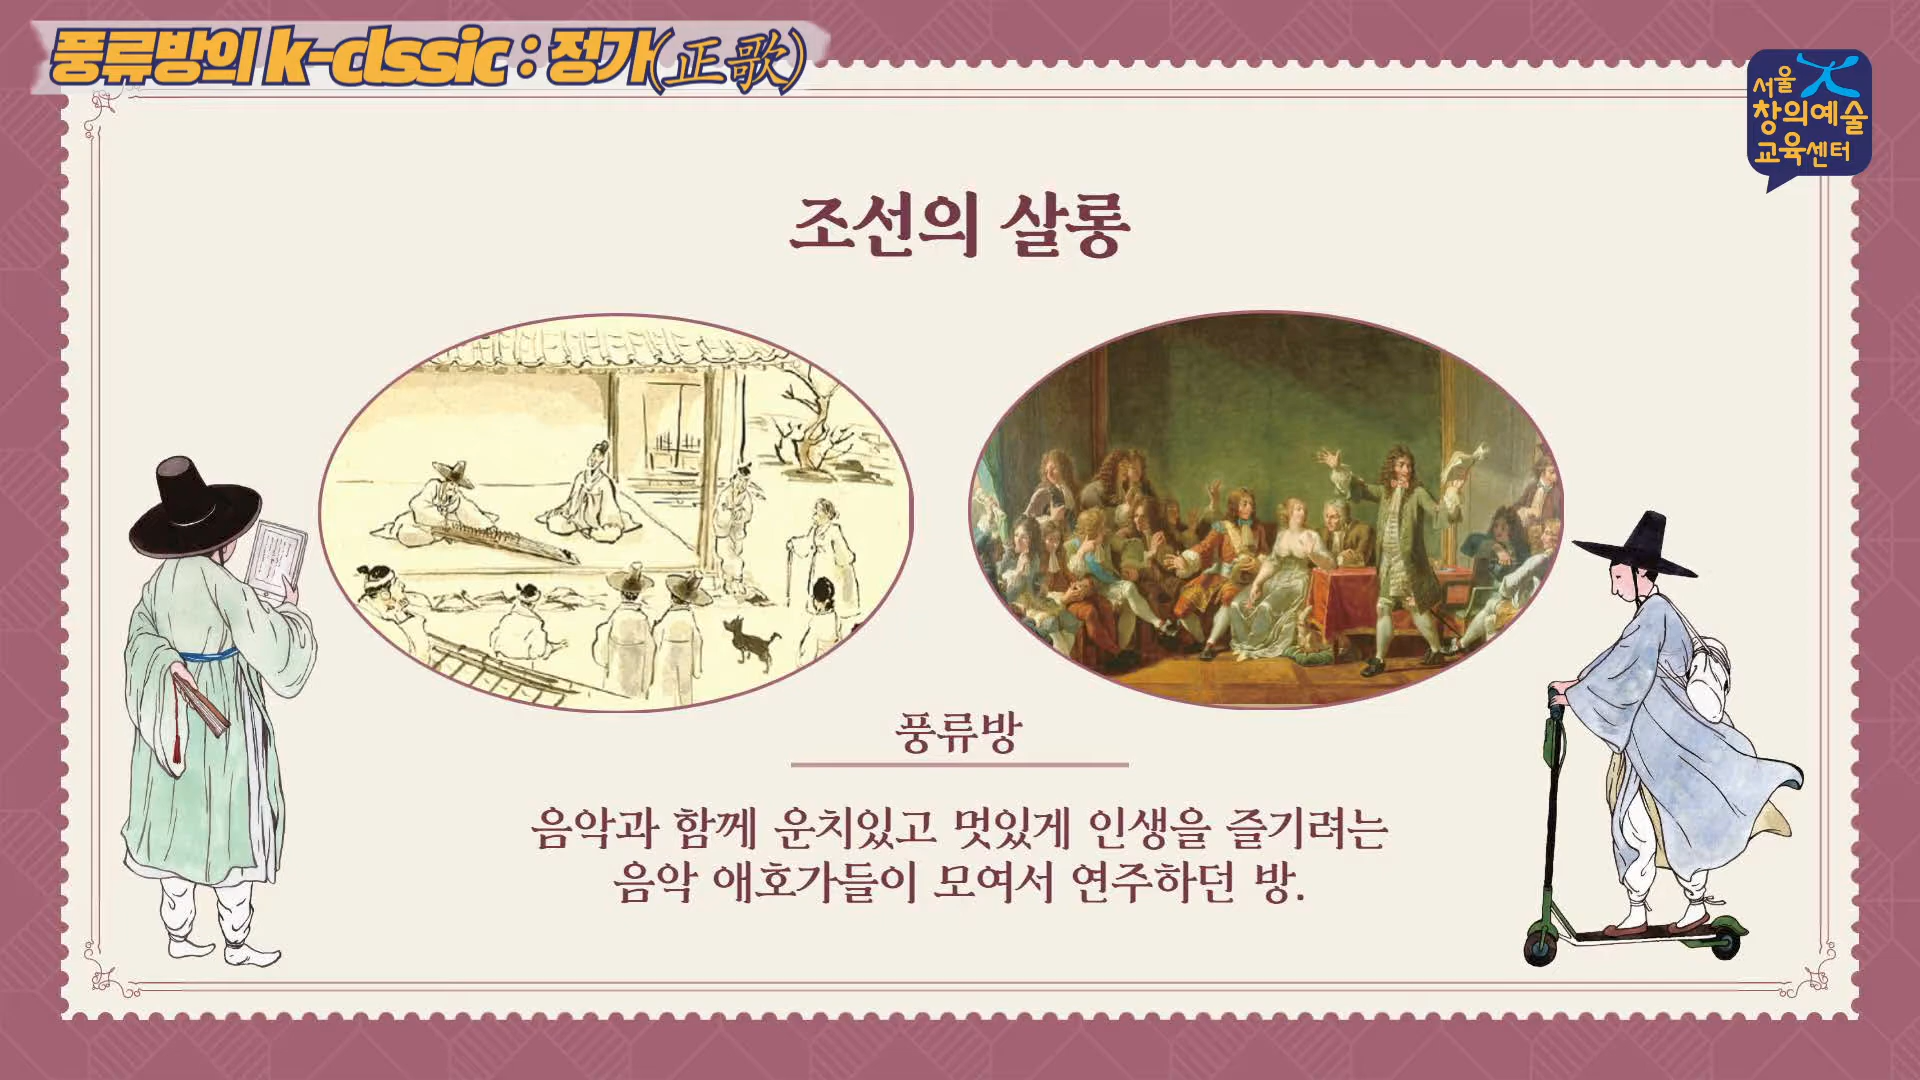 풍류방의 k-clssic : 정가(正歌)
서울
창의예술
교육센터
조선의 살롱
풍류방
음악과 함께 운치있고 멋있게 인생을 즐기려는
음악 애호가들이 모여서 연주하던 방.